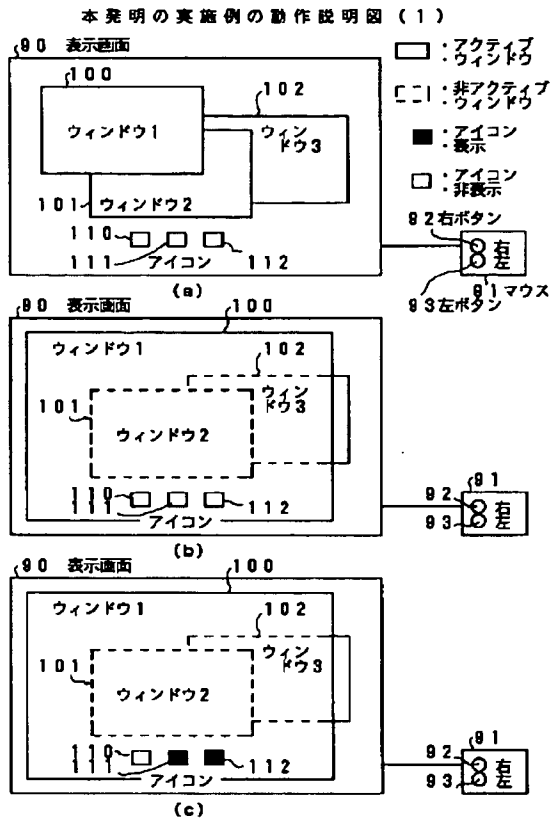 本発明の実施例の動作説明図(1)
90 表示画面
100
102
ウィンドウ1
ウィン
ドウ3
101
ウィンドウ2
110
111
アイコン
112
(a)
・アクティブ
・ウィンドウ
・非アクティブ
・ウィンドウ
・アイコン
・表示
・アイコン
非表示
92右ボタン
右
左
91マウス
93左ボタン
90 表示画面
100
ウィンドウ1
102
101
ウィン
ドウ3
ウィンドウ2
110
111
アイコン
112
(b)
91
92
右
93
左
90 表示画面
100
ウィンドウ1
102
101
ウィン
ドウ3
ウィンドウ2
110
111
アイコン
112
(c)
91
92
右
93
左